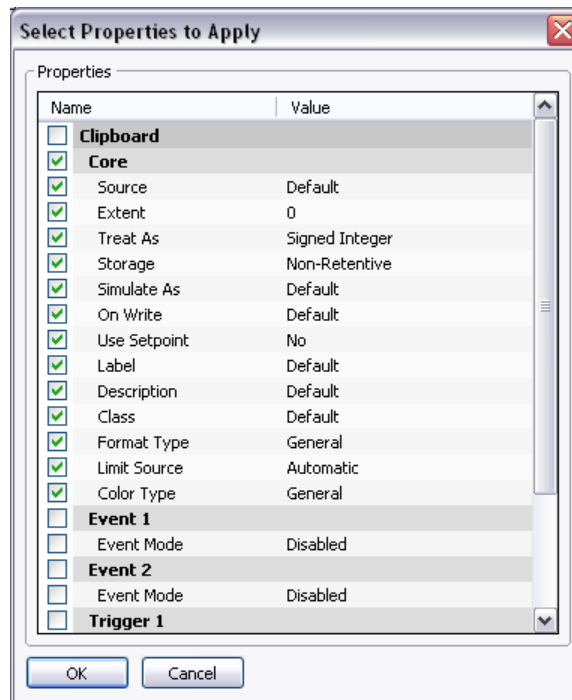 Select Properties to Apply
Properties
Name Value
Clipboard
Core
Source Default
Extent 0
Treat As Signed Integer
Storage Non-Retentive
Simulate As Default
On Write Default
Use Setpoint No
Label Default
Description Default
Class Default
Format Type General
Limit Source Automatic
Color Type General
Event 1
Event Mode Disabled
Event 2
Event Mode Disabled
Trigger 1
OK Cancel